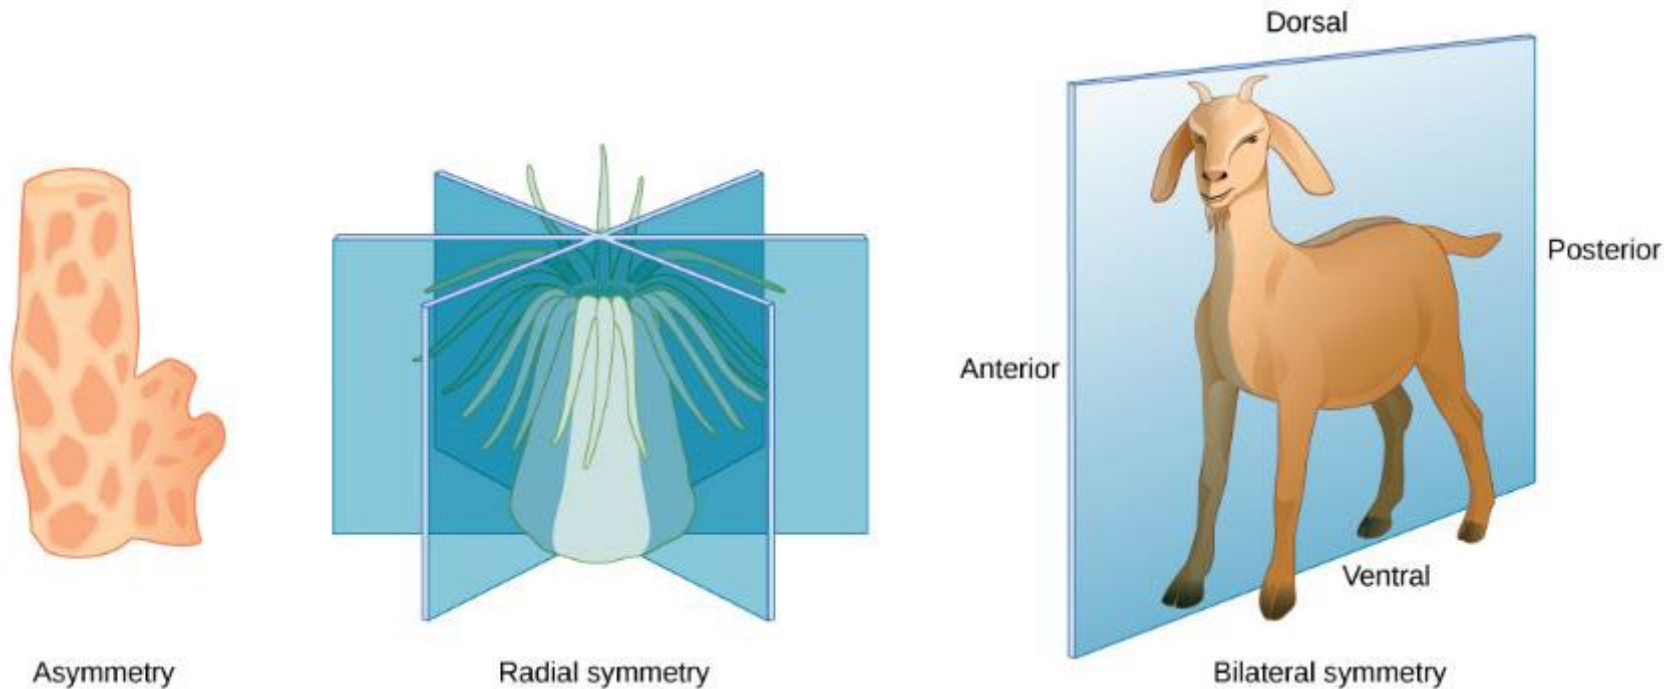 Dorsal
Posterior
Anterior
Ventral
Asymmetry
Radial symmetry
Bilateral symmetry